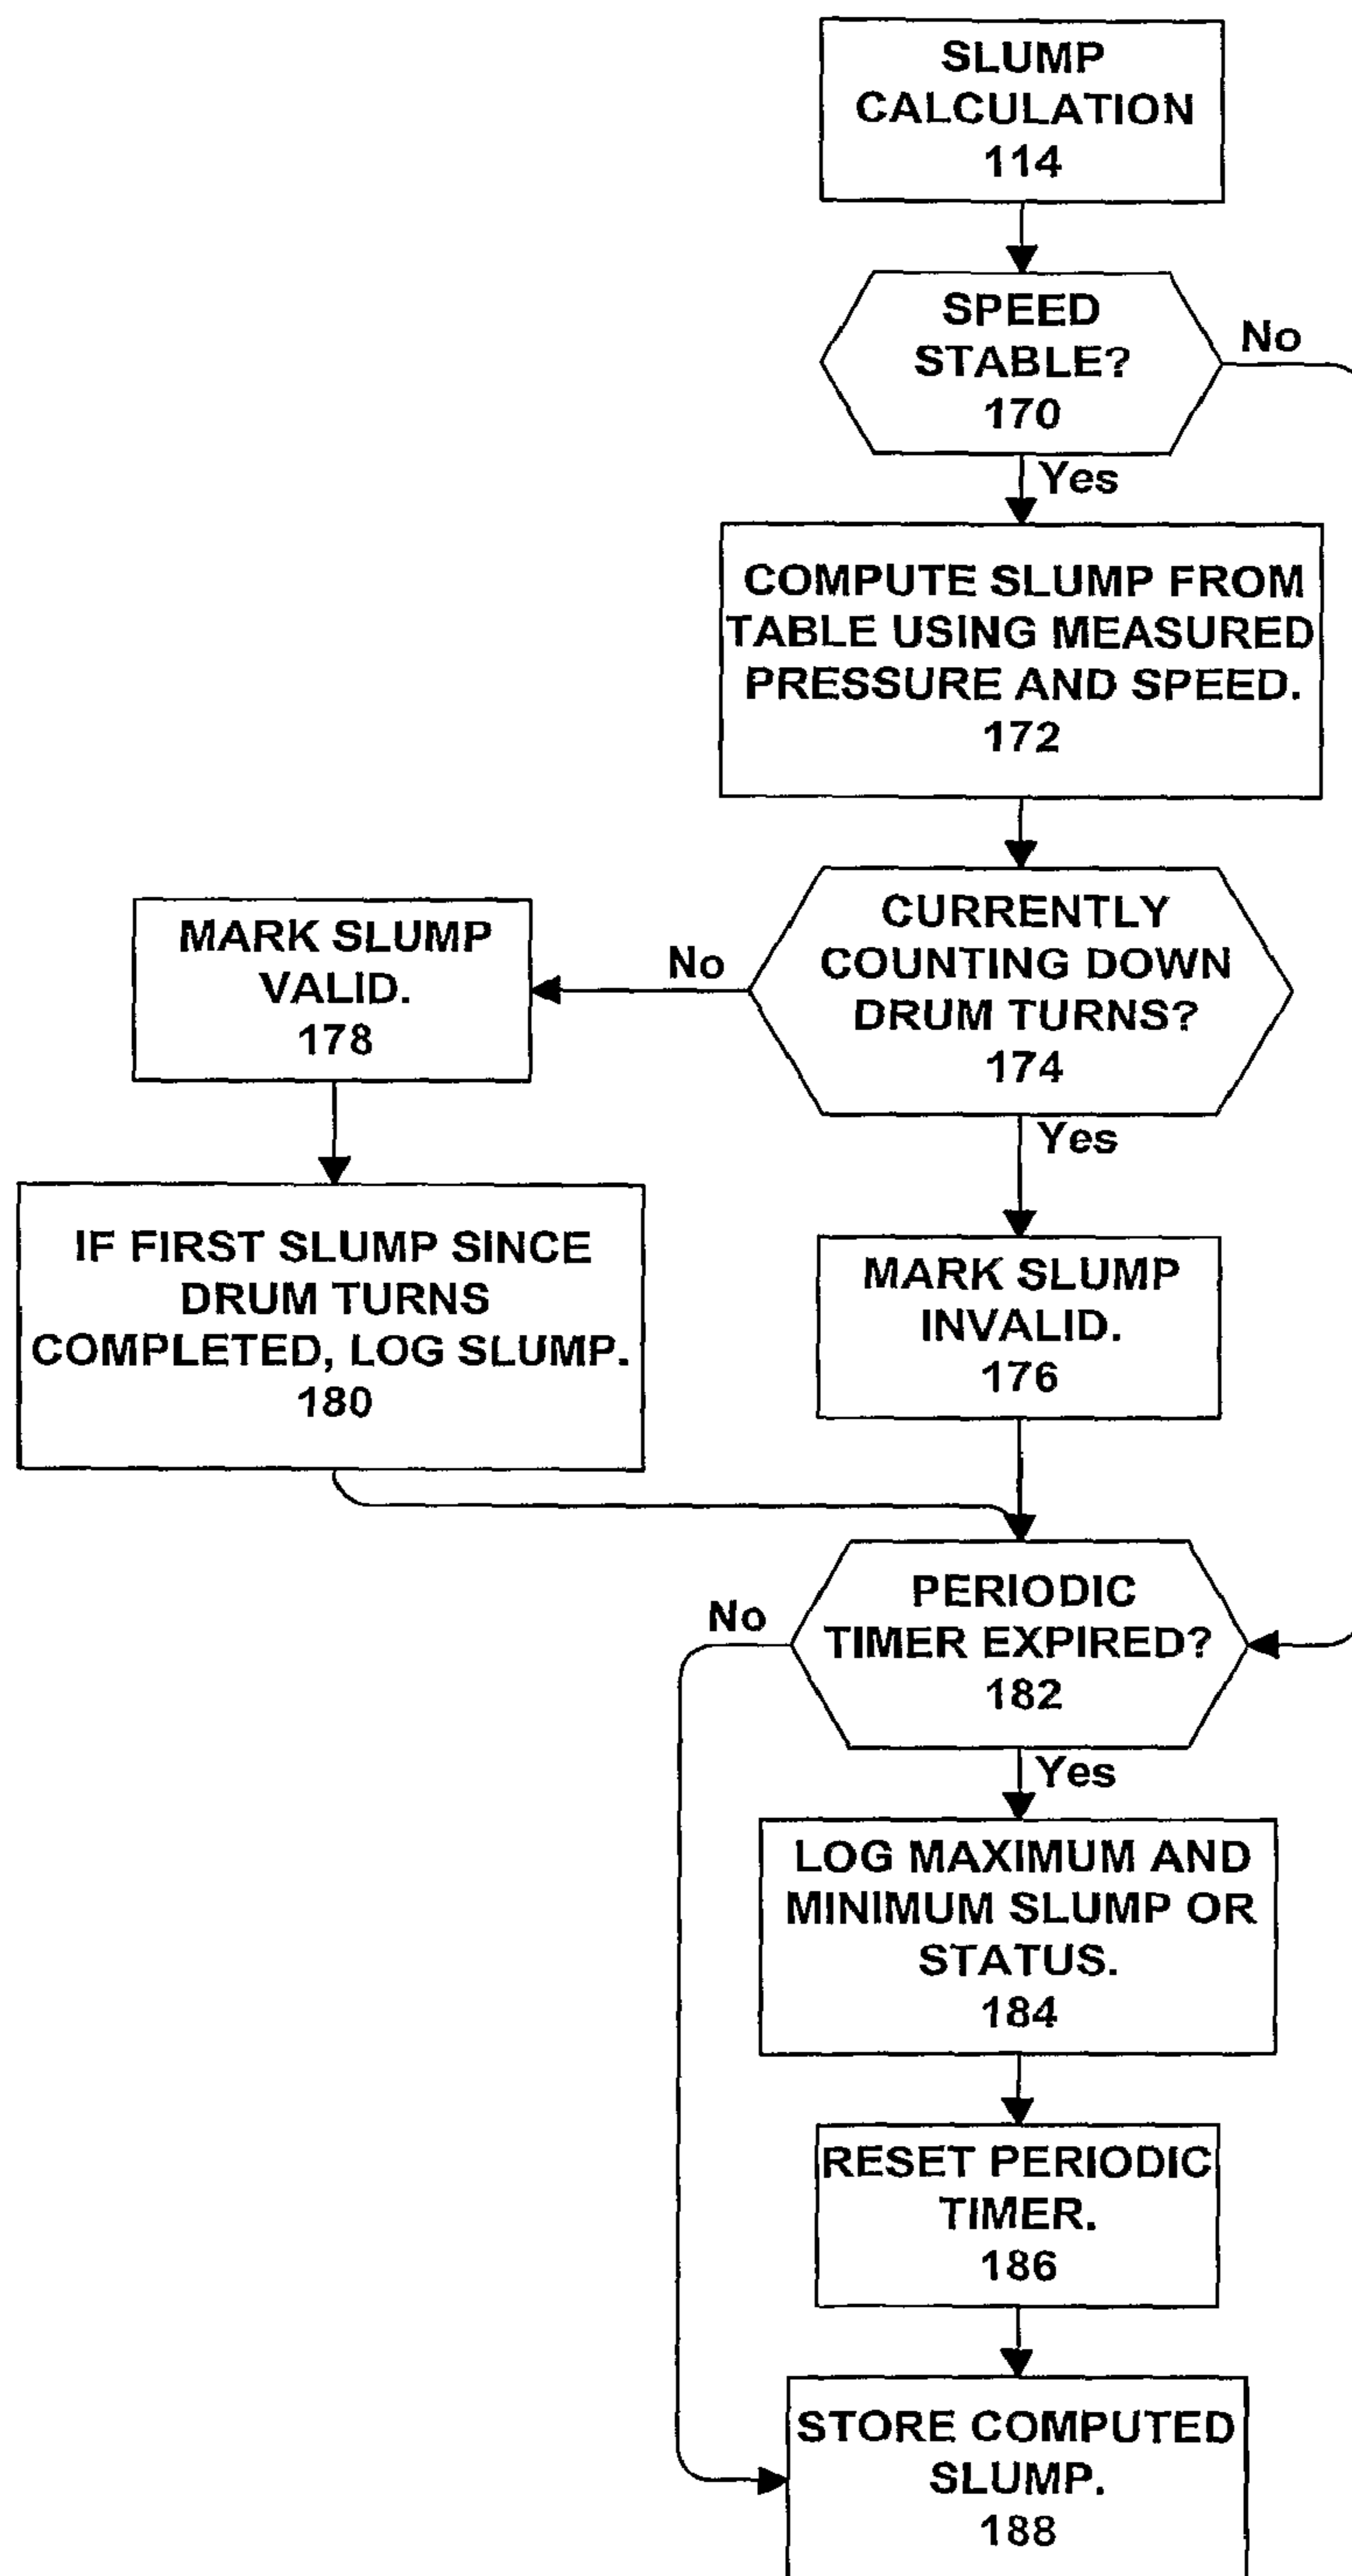 SLUMP
CALCULATION
114
SPEED
STABLE?
170
No
Yes
COMPUTE SLUMP FROM
TABLE USING MEASURED
PRESSURE AND SPEED.
172
CURRENTLY
COUNTING DOWN
DRUM TURNS?
174
No
MARK SLUMP
VALID.
178
Yes
IF FIRST SLUMP SINCE
DRUM TURNS
COMPLETED, LOG SLUMP.
180
MARK SLUMP
INVALID.
176
PERIODIC
TIMER EXPIRED?
182
No
Yes
LOG MAXIMUM AND
MINIMUM SLUMP OR
STATUS.
184
RESET PERIODIC
TIMER.
186
STORE COMPUTED
SLUMP.
188